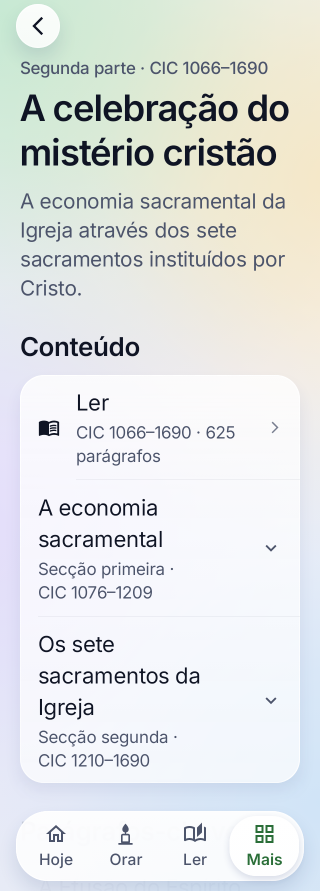 Segunda parte · CIC 1066–1690
A celebração do
mistério cristão
A economia sacramental da
Igreja através dos sete
sacramentos instituídos por
Cristo.
Conteúdo
Ler
CIC 1066–1690 · 625
parágrafos
A economia
sacramental
Secção primeira ·
CIC 1076–1209
Os sete
sacramentos da
Igreja
Secção segunda ·
CIC 1210–1690
Hoje
Orar
Ler
Mais